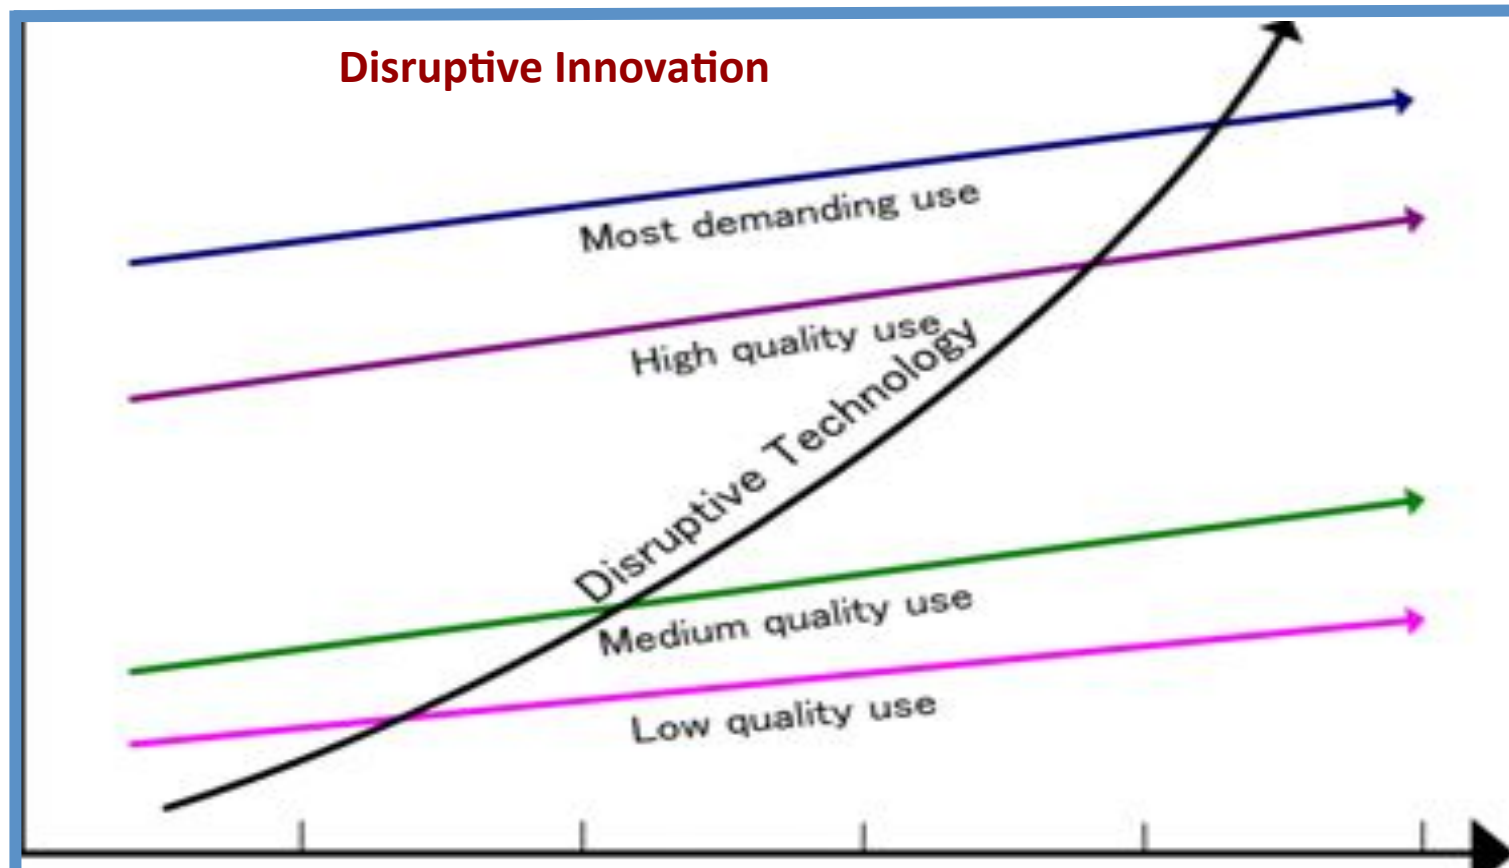 Disruptive Innovation
Most demanding use
High quality use
Disruptive Technology
Medium quality use
Low quality use